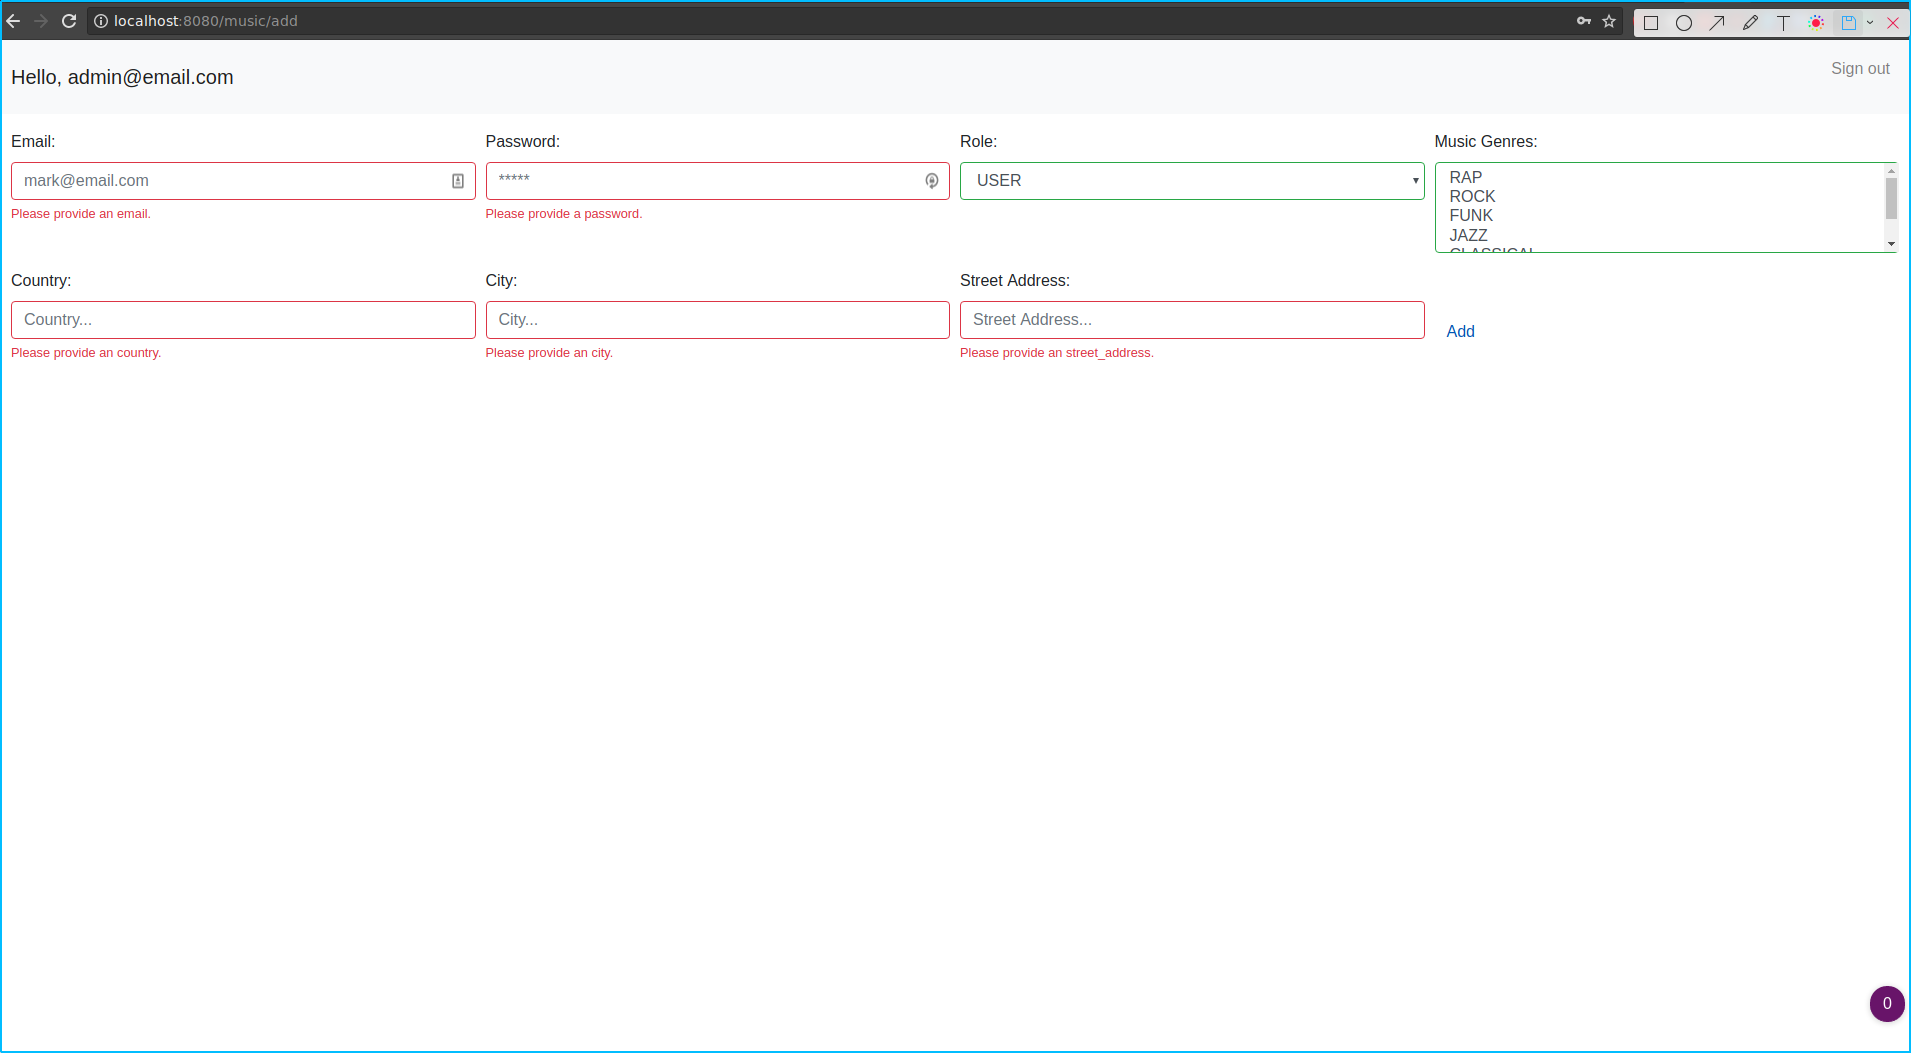 localhost:8080/music/add
Hello, admin@email.com
Sign out
Email:
Password:
Role:
Music Genres:
mark@email.com
*****
USER
RAP
ROCK
FUNK
JAZZ
CLASSICAL
Please provide an email.
Please provide a password.
Country:
City:
Street Address:
Country...
City...
Street Address...
Add
Please provide an country.
Please provide an city.
Please provide an street_address.
0